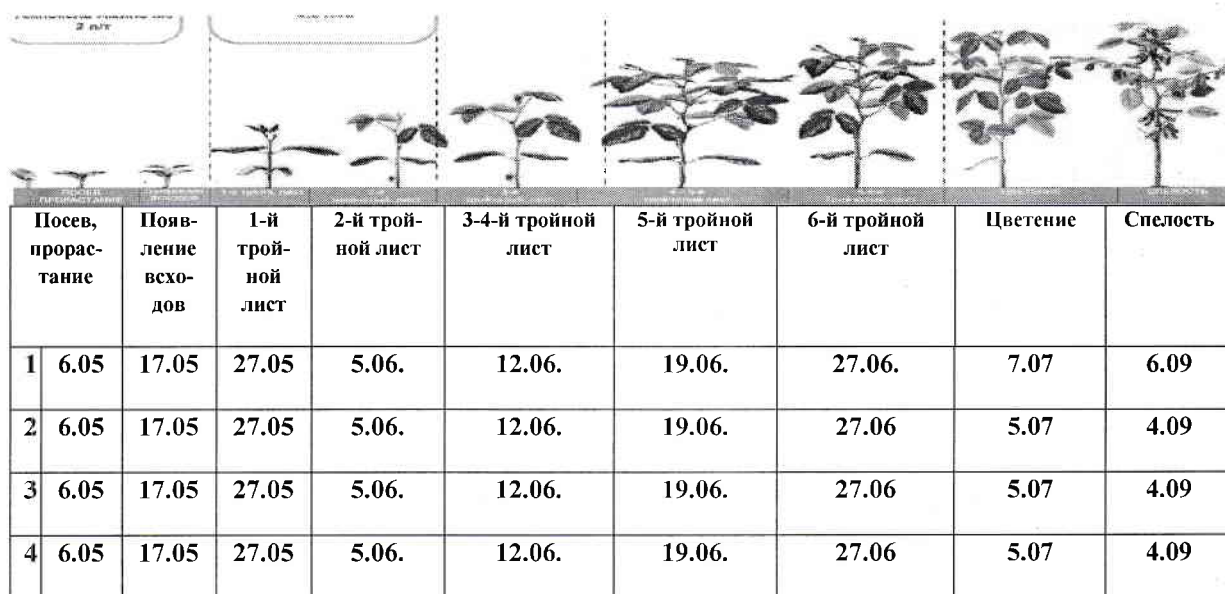 2 л/т
Посев,
прорас-
тание
Появ-
ление
всхо-
дов
1-й
трой-
ной
лист
2-й трой-
ной лист
3-4-й тройной
лист
5-й тройной
лист
6-й тройной
лист
Цветение
Спелость
1 6.05 17.05 27.05 5.06. 12.06. 19.06. 27.06. 7.07 6.09
2 6.05 17.05 27.05 5.06. 12.06. 19.06. 27.06 5.07 4.09
3 6.05 17.05 27.05 5.06. 12.06. 19.06. 27.06 5.07 4.09
4 6.05 17.05 27.05 5.06. 12.06. 19.06. 27.06 5.07 4.09